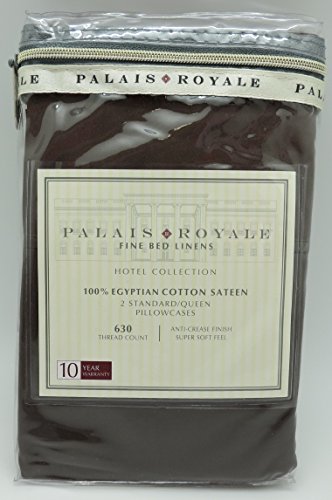 PALAIS ROYALE PALAIS
PALAIS ROYALE
FINE BED LINENS
HOTEL COLLECTION
100% EGYPTIAN COTTON SATEEN
2 STANDARD/QUEEN
PILLOWCASES
630
THREAD COUNT
ANTI-CREASE FINISH
SUPER SOFT FEEL
10 YEAR
WARRANTY